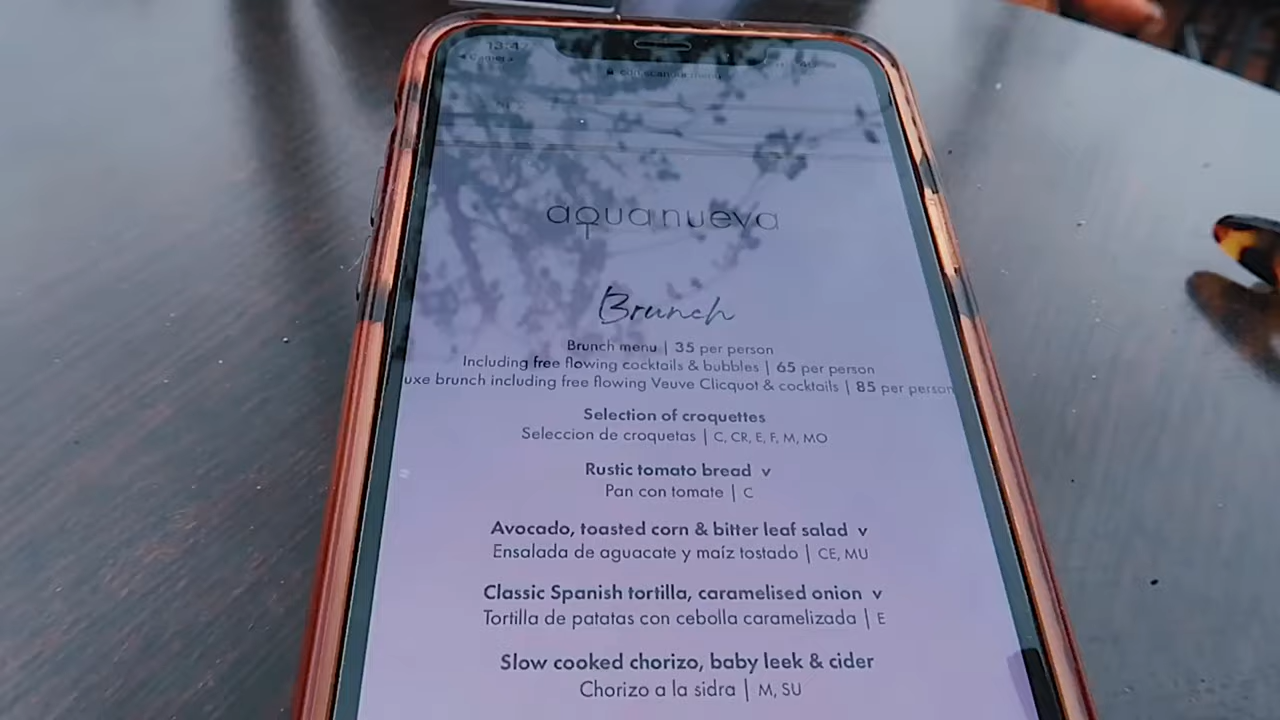 aquanueva
Brunch
Brunch menu | 35 per person
Including free flowing cocktails & bubbles | 65 per person
uxe brunch including free flowing Veuve Clicquot & cocktails | 85 per person
Selection of croquettes
Seleccion de croquetas | C, CR, E, F, M, MO
Rustic tomato bread v
Pan con tomate | C
Avocado, toasted corn & bitter leaf salad v
Ensalada de aguacate y maíz tostado | CE, MU
Classic Spanish tortilla, caramelised onion v
Tortilla de patatas con cebolla caramelizada | E
Slow cooked chorizo, baby leek & cider
Chorizo a la sidra | M, SU